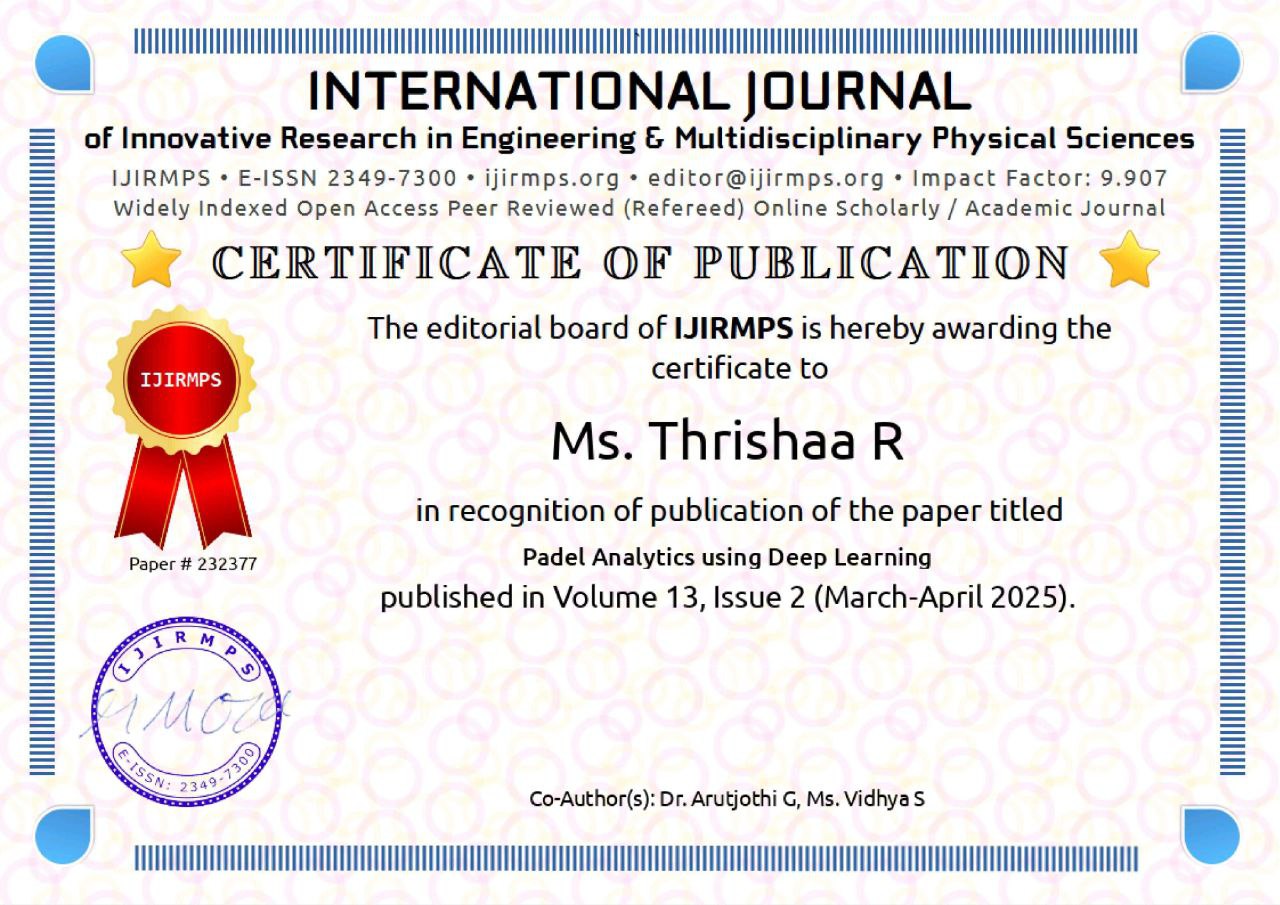 INTERNATIONAL JOURNAL
of Innovative Research in Engineering & Multidisciplinary Physical Sciences
IJIRMPS • E-ISSN 2349-7300 • ijirmps.org • editor@ijirmps.org • Impact Factor: 9.907
Widely Indexed Open Access Peer Reviewed (Refereed) Online Scholarly / Academic Journal
CERTIFICATE OF PUBLICATION
The editorial board of IJIRMPS is hereby awarding the
certificate to
IJIRMPS
Ms. Thrishaa R
in recognition of publication of the paper titled
Padel Analytics using Deep Learning
Paper # 232377
published in Volume 13, Issue 2 (March-April 2025).
IJIRMPS
E-ISSN: 2349-7300
Co-Author(s): Dr. Arutjothi G, Ms. Vidhya S